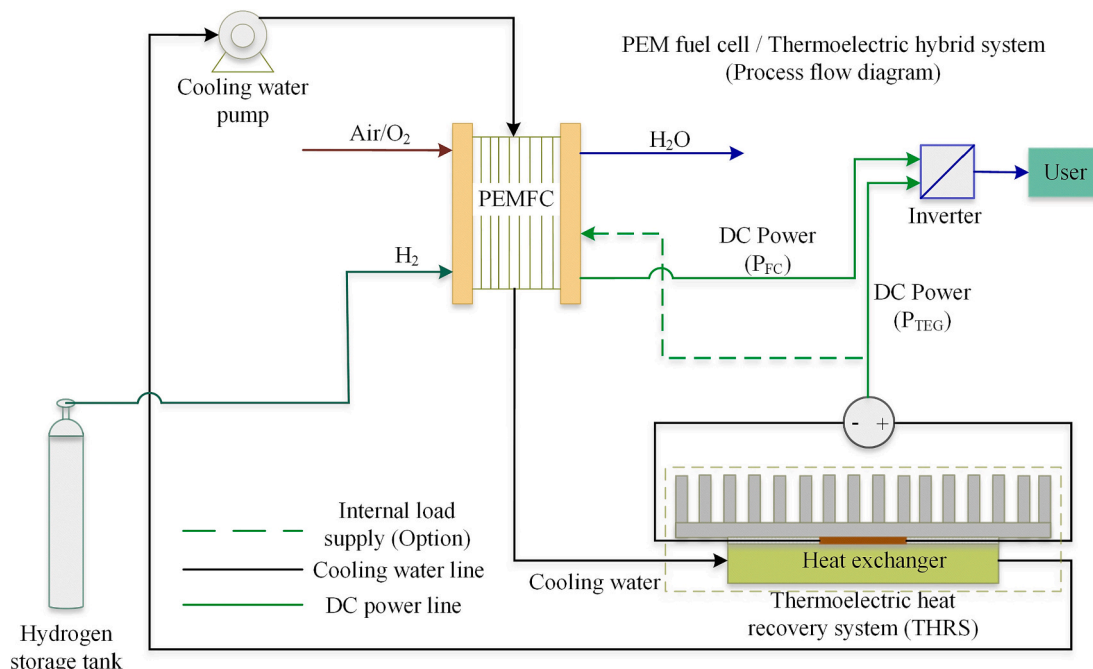 PEM fuel cell / Thermoelectric hybrid system
(Process flow diagram)
Cooling water
pump
Air/O₂
H₂O
PEMFC
User
Inverter
DC Power
(P_FC)
H₂
DC Power
(P_TEG)
- +
Internal load
supply (Option)
Cooling water line
DC power line
Cooling water
Heat exchanger
Thermoelectric heat
recovery system (THRS)
Hydrogen
storage tank